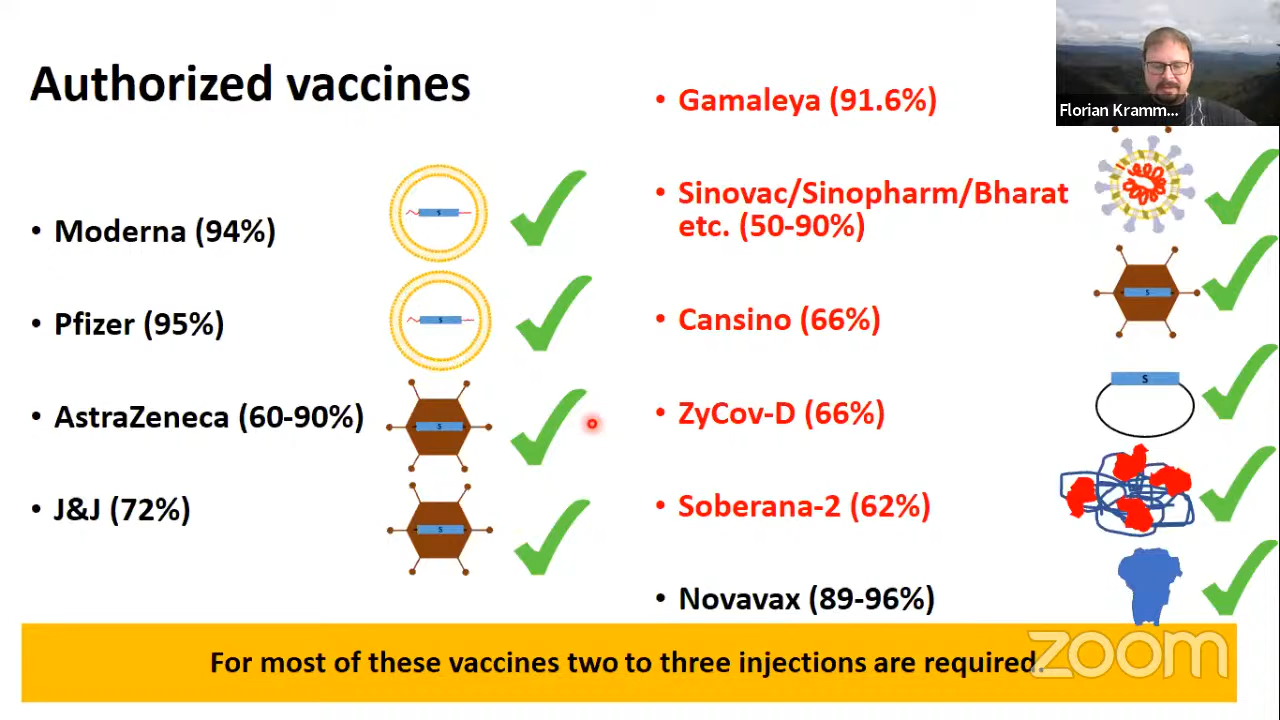 Authorized vaccines
• Moderna (94%)
• Pfizer (95%)
• AstraZeneca (60-90%)
• J&J (72%)
• Gamaleya (91.6%)
• Sinovac/Sinopharm/Bharat
etc. (50-90%)
• Cansino (66%)
• ZyCov-D (66%)
• Soberana-2 (62%)
• Novavax (89-96%)
S
S
S
S
S
S
For most of these vaccines two to three injections are required.
Florian Kramm...
zoom